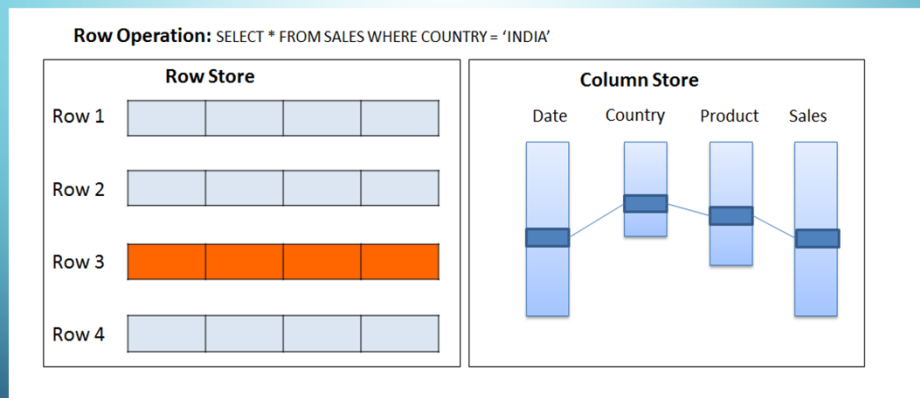 Row Operation: SELECT * FROM SALES WHERE COUNTRY = ‘INDIA’
Row Store
Row 1
Row 2
Row 3
Row 4
Column Store
Date Country Product Sales